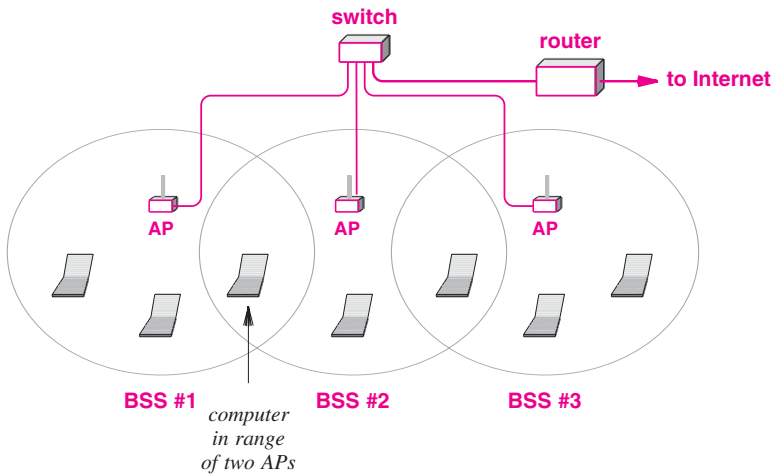 switch
router
to Internet
AP
AP
AP
BSS #1
BSS #2
BSS #3
computer
in range
of two APs